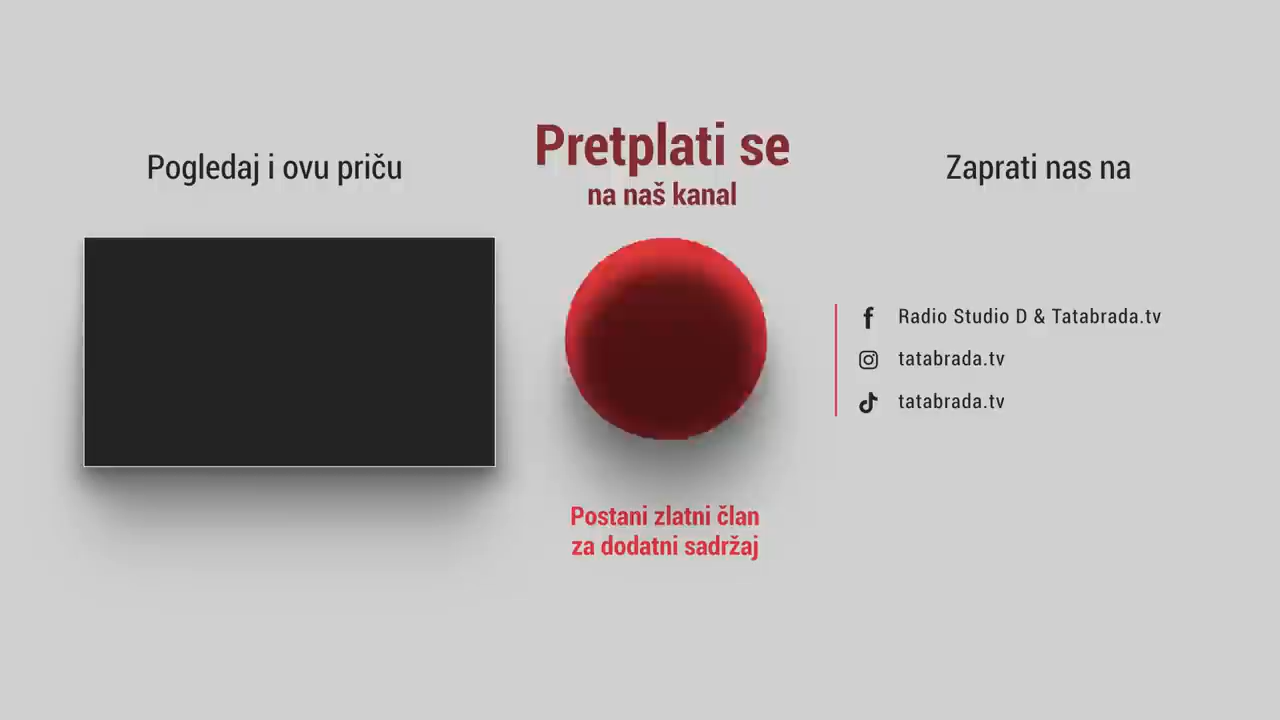 Pogledaj i ovu priču
Pretplati se
na naš kanal
Postani zlatni član
za dodatni sadržaj
Zaprati nas na
Radio Studio D & Tatabrada.tv
tatabrada.tv
tatabrada.tv